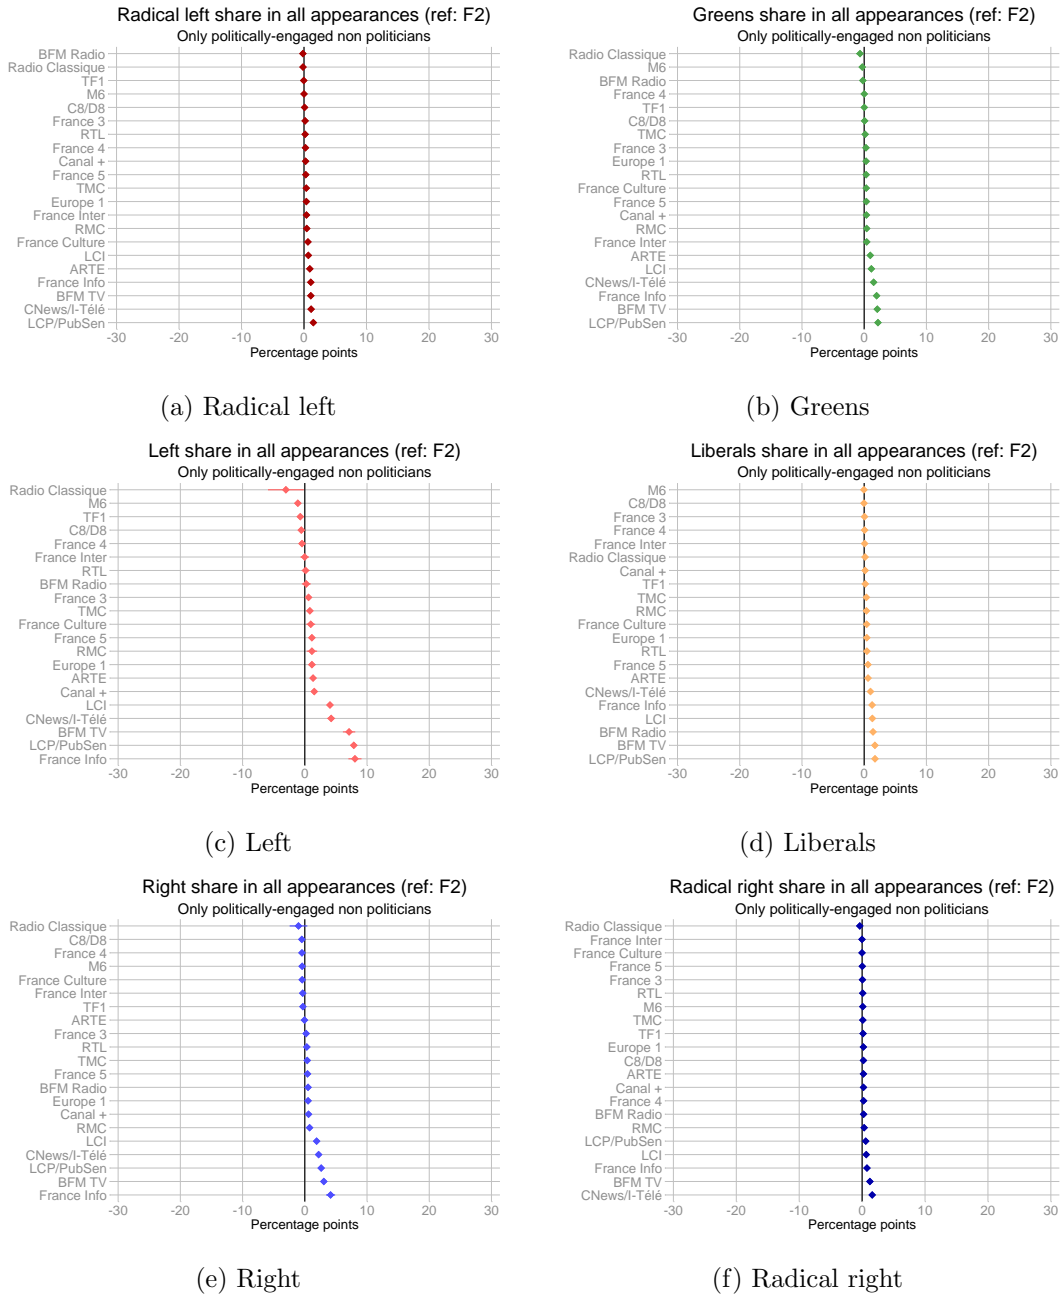 Radical left share in all appearances (ref: F2)
Only politically-engaged non politicians
BFM Radio
Radio Classique
TF1
M6
C8/D8
France 3
RTL
France 4
Canal +
France 5
TMC
Europe 1
France Inter
RMC
France Culture
LCI
ARTE
France Info
BFM TV
CNews/I-Télé
LCP/PubSen
-30 -20 -10 0 10 20 30
Percentage points
(a) Radical left
Greens share in all appearances (ref: F2)
Only politically-engaged non politicians
Radio Classique
M6
BFM Radio
France 4
TF1
C8/D8
TMC
France 3
Europe 1
RTL
France Culture
France 5
Canal +
RMC
France Inter
ARTE
LCI
CNews/I-Télé
France Info
BFM TV
LCP/PubSen
-30 -20 -10 0 10 20 30
Percentage points
(b) Greens
Left share in all appearances (ref: F2)
Only politically-engaged non politicians
Radio Classique
M6
TF1
C8/D8
France 4
France Inter
RTL
BFM Radio
France 3
TMC
France Culture
France 5
RMC
Europe 1
ARTE
Canal +
LCI
CNews/I-Télé
BFM TV
LCP/PubSen
France Info
-30 -20 -10 0 10 20 30
Percentage points
(c) Left
Liberals share in all appearances (ref: F2)
Only politically-engaged non politicians
M6
C8/D8
France 3
France 4
France Inter
Radio Classique
Canal +
TF1
TMC
RMC
France Culture
Europe 1
RTL
France 5
ARTE
CNews/I-Télé
France Info
LCI
BFM Radio
BFM TV
LCP/PubSen
-30 -20 -10 0 10 20 30
Percentage points
(d) Liberals
Right share in all appearances (ref: F2)
Only politically-engaged non politicians
Radio Classique
C8/D8
France 4
M6
France Culture
France Inter
TF1
ARTE
France 3
RTL
TMC
France 5
BFM Radio
Europe 1
Canal +
RMC
LCI
CNews/I-Télé
LCP/PubSen
BFM TV
France Info
-30 -20 -10 0 10 20 30
Percentage points
(e) Right
Radical right share in all appearances (ref: F2)
Only politically-engaged non politicians
Radio Classique
France Inter
France Culture
France 5
France 3
RTL
M6
TMC
TF1
Europe 1
C8/D8
ARTE
Canal +
France 4
BFM Radio
RMC
LCP/PubSen
LCI
France Info
BFM TV
CNews/I-Télé
-30 -20 -10 0 10 20 30
Percentage points
(f) Radical right